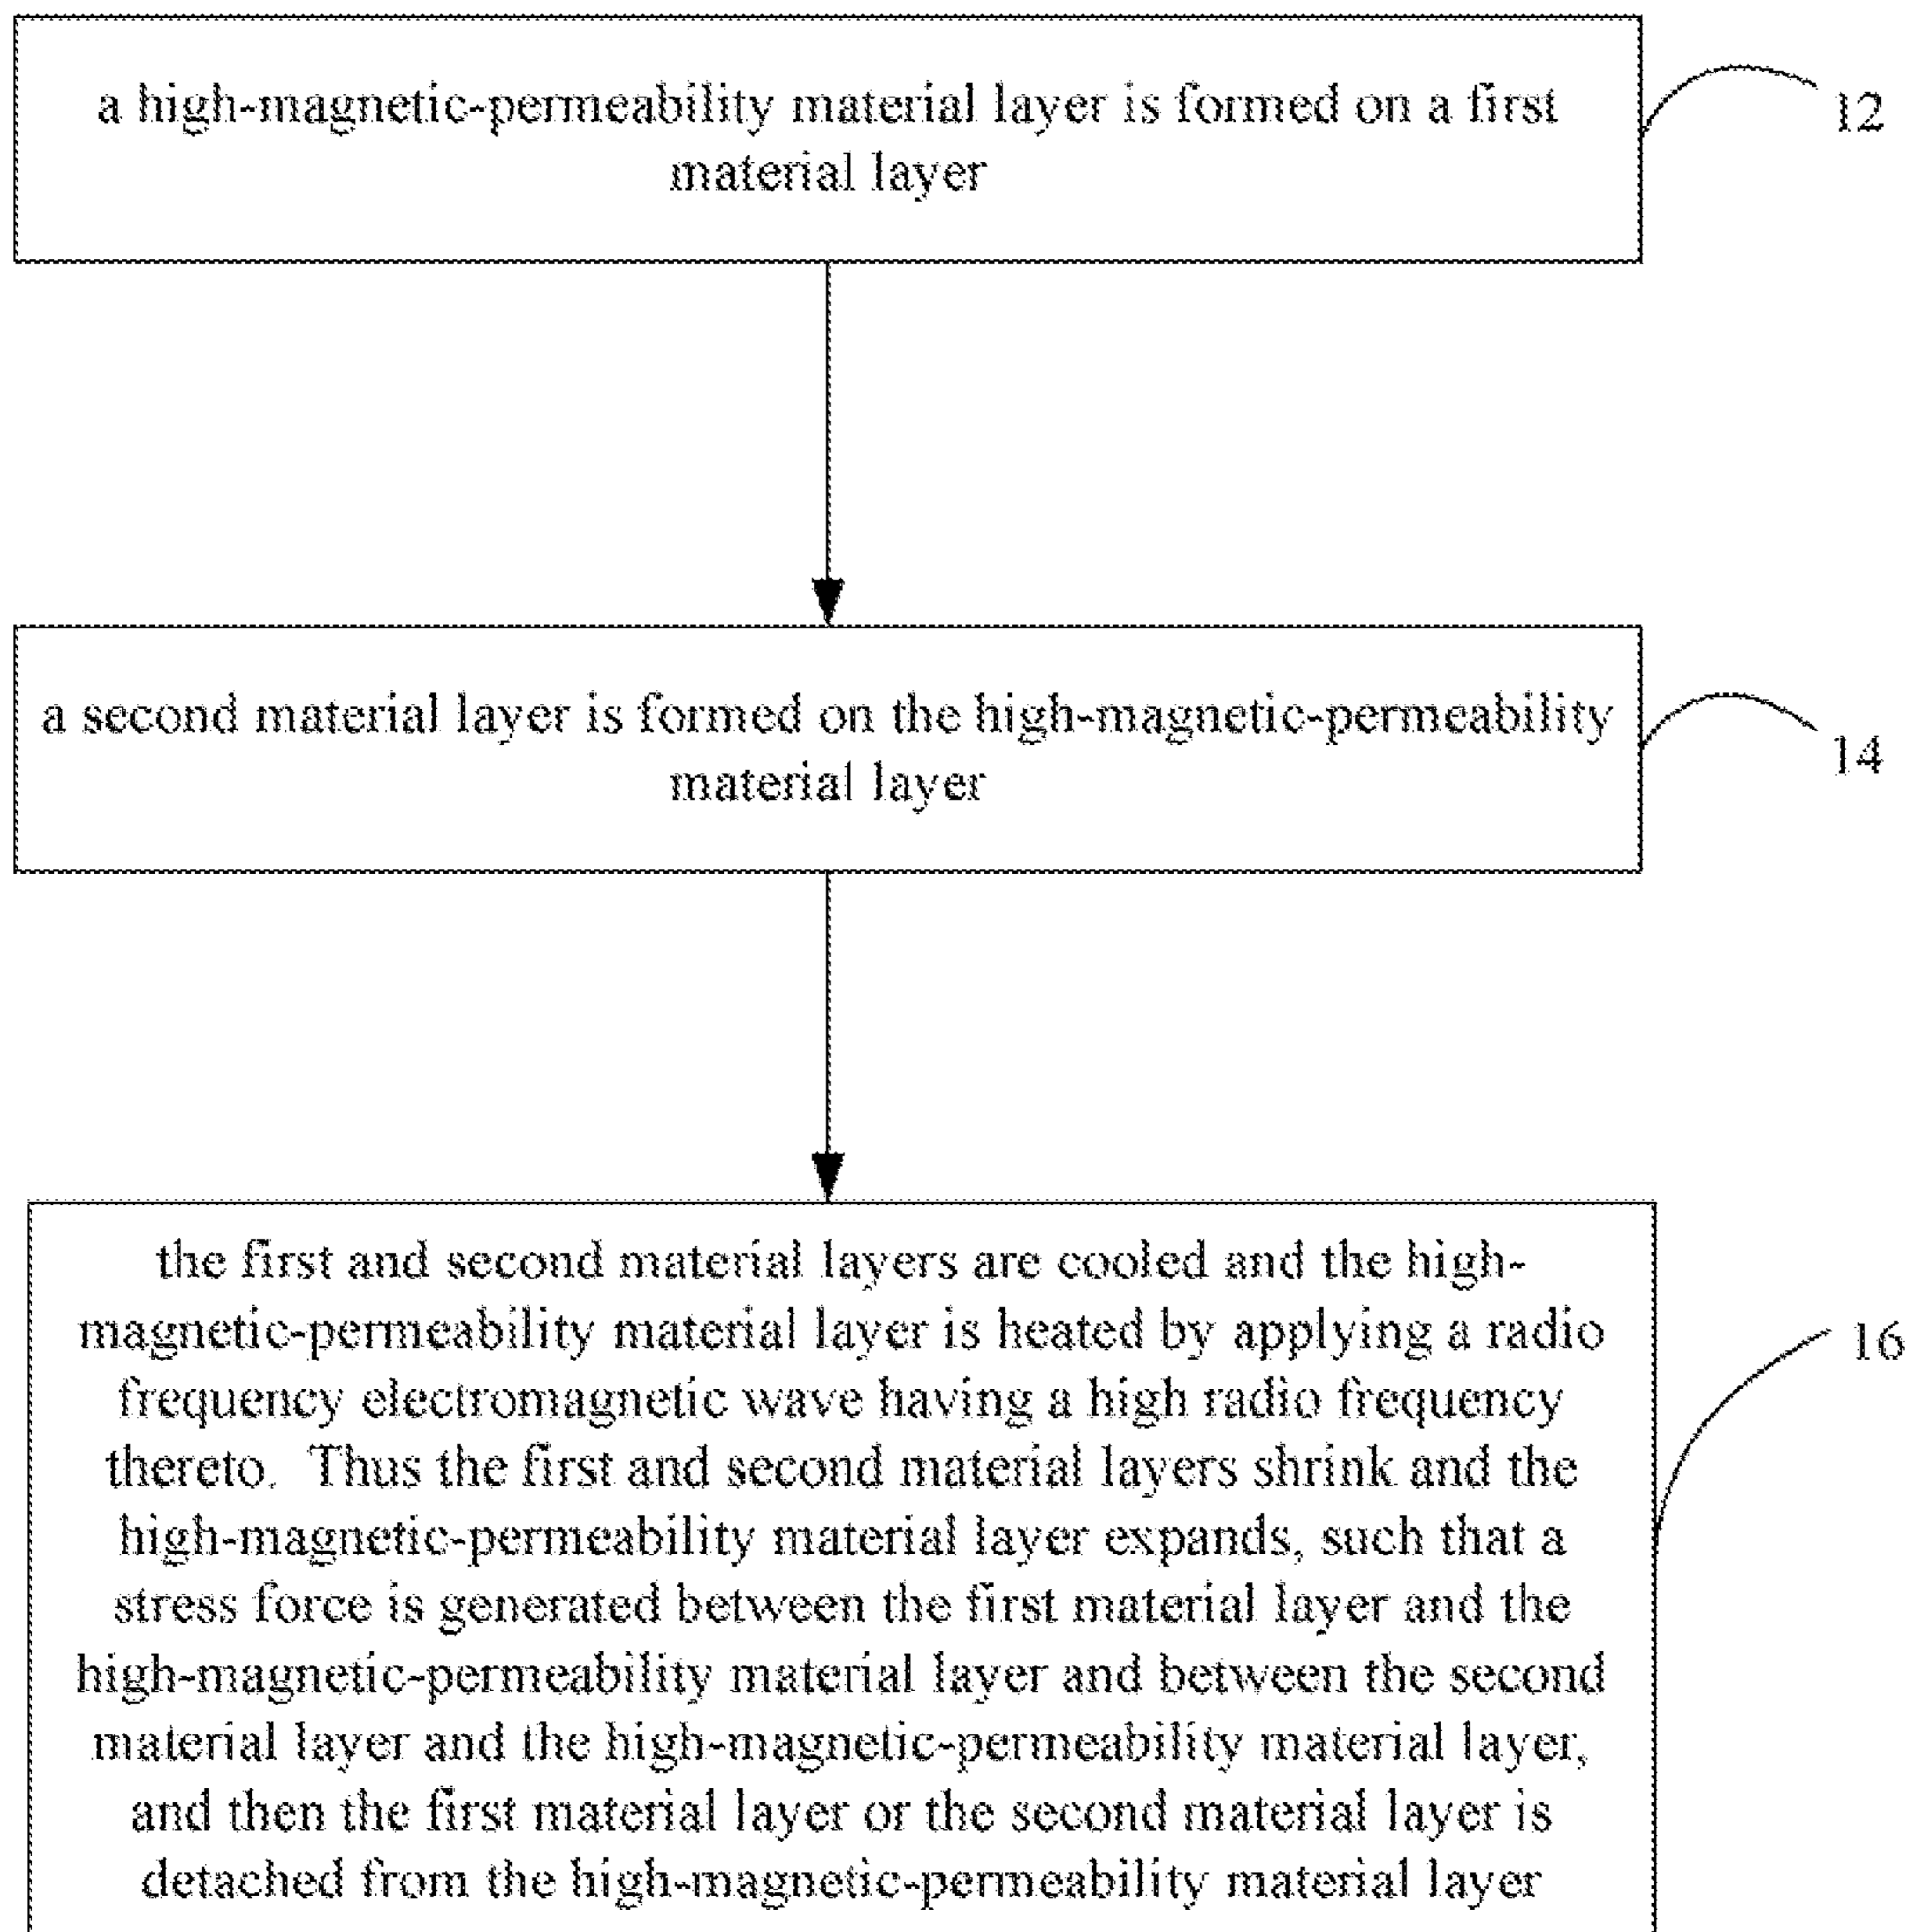 a high-magnetic-permeability material layer is formed on a first
material layer
12
a second material layer is formed on the high-magnetic-permeability
material layer
14
the first and second material layers are cooled and the high-
magnetic-permeability material layer is heated by applying a radio
frequency electromagnetic wave having a high radio frequency
thereto.  Thus the first and second material layers shrink and the
high-magnetic-permeability material layer expands, such that a
stress force is generated between the first material layer and the
high-magnetic-permeability material layer and between the second
material layer and the high-magnetic-permeability material layer,
and then the first material layer or the second material layer is
detached from the high-magnetic-permeability material layer
16